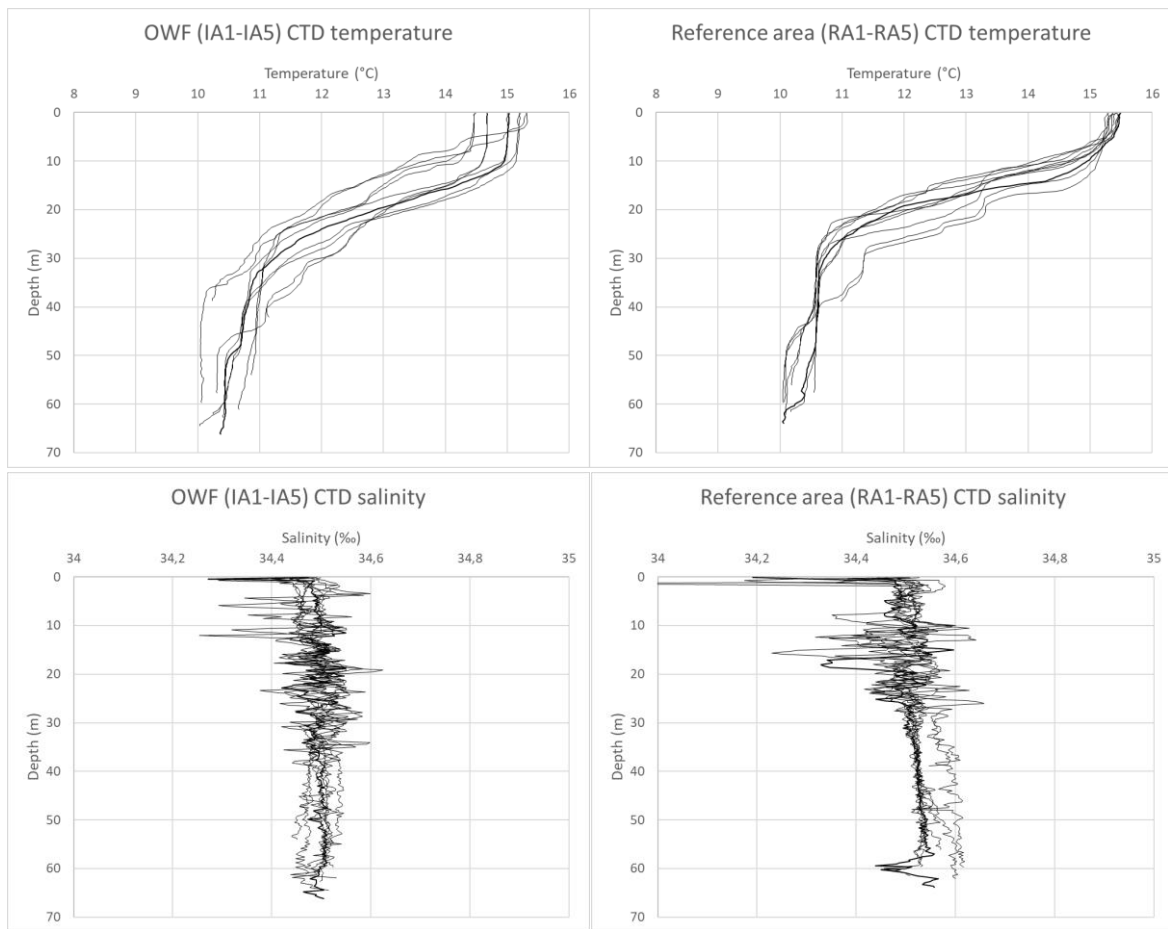 OWF (IA1-IA5) CTD temperature
Temperature (°C)
8 9 10 11 12 13 14 15 16
0
10
20
30
40
50
60
70
Depth (m)
Reference area (RA1-RA5) CTD temperature
Temperature (°C)
8 9 10 11 12 13 14 15 16
0
10
20
30
40
50
60
70
Depth (m)
OWF (IA1-IA5) CTD salinity
Salinity (‰)
34 34,2 34,4 34,6 34,8 35
0
10
20
30
40
50
60
70
Depth (m)
Reference area (RA1-RA5) CTD salinity
Salinity (‰)
34 34,2 34,4 34,6 34,8 35
0
10
20
30
40
50
60
70
Depth (m)